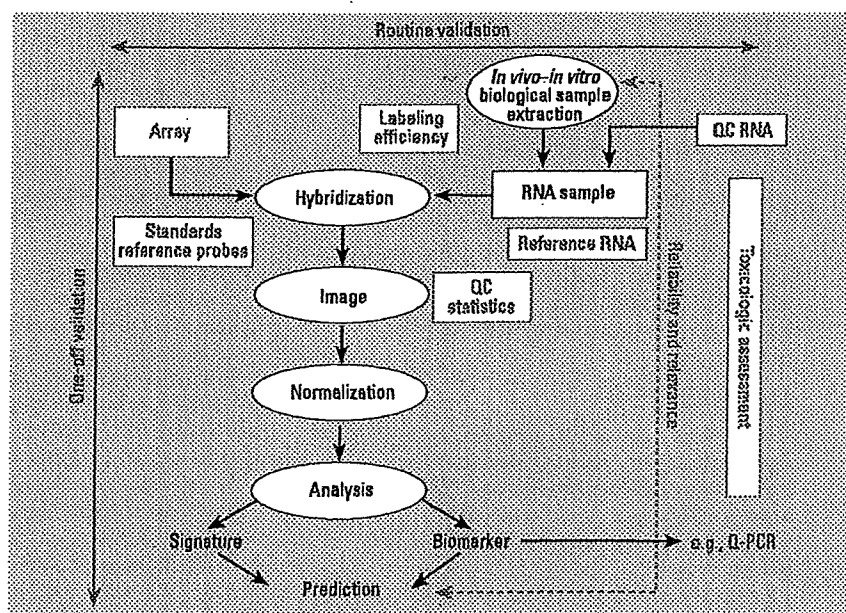 Routine validation
In vivo–in vitro
biological sample
extraction
Labeling
efficiency
Array
QC RNA
Hybridization
RNA sample
Standards
reference probes
Reference RNA
Image
QC
statistics
One-off validation
Reliability and relevance
Toxicologic assessment
Normalization
Analysis
Signature
Biomarker
e.g., Q-PCR
Prediction